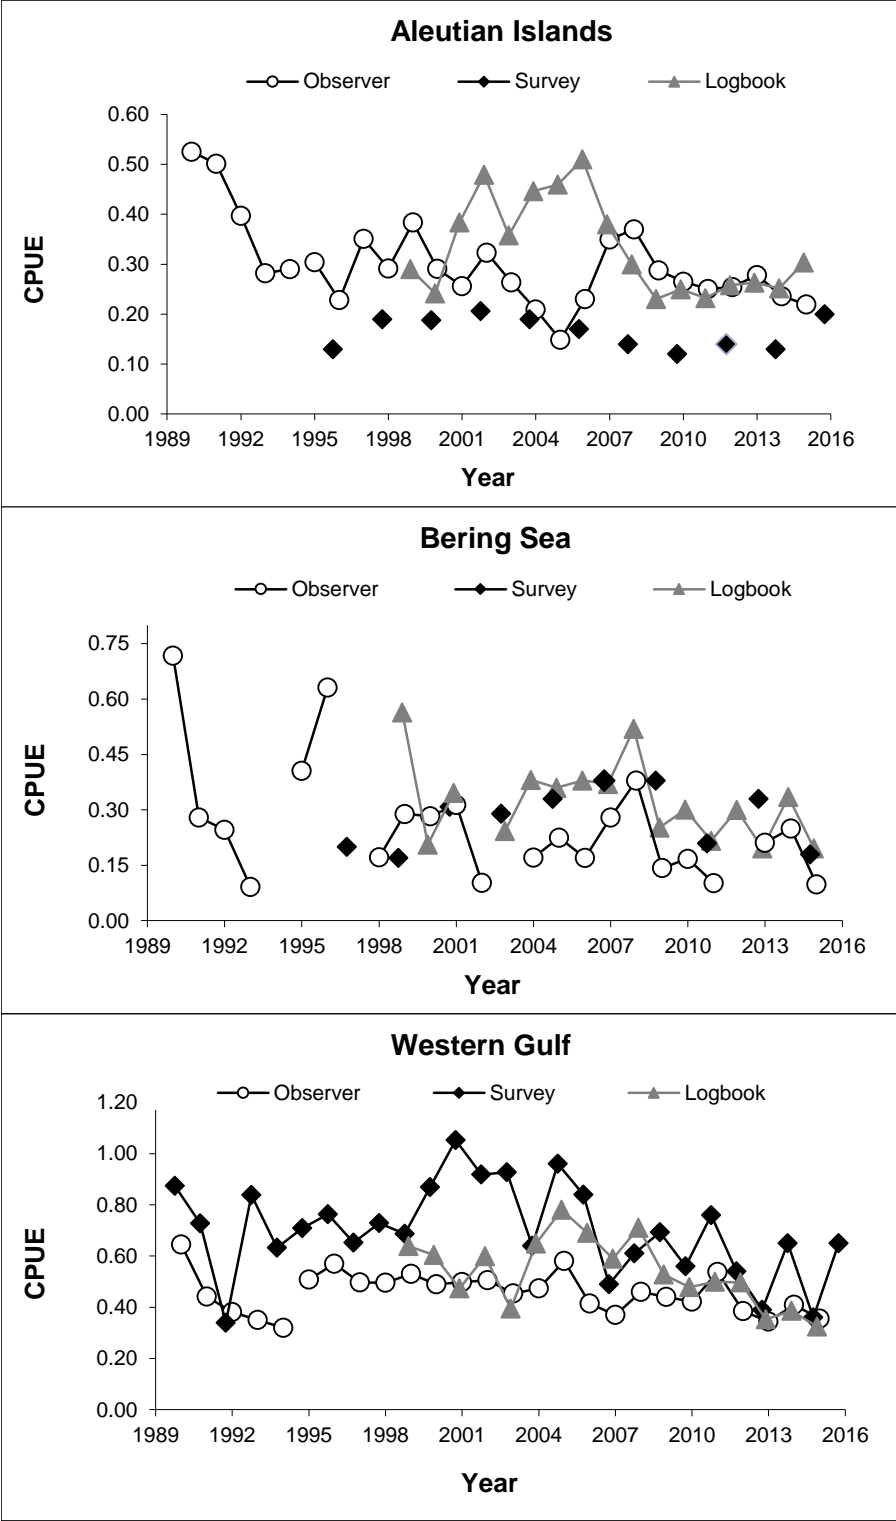 Aleutian Islands
Observer Survey Logbook
0.60
0.50
0.40
0.30
0.20
0.10
0.00
CPUE
1989 1992 1995 1998 2001 2004 2007 2010 2013 2016
Year
Bering Sea
Observer Survey Logbook
0.75
0.60
0.45
0.30
0.15
0.00
CPUE
1989 1992 1995 1998 2001 2004 2007 2010 2013 2016
Year
Western Gulf
Observer Survey Logbook
1.20
1.00
0.80
0.60
0.40
0.20
0.00
CPUE
1989 1992 1995 1998 2001 2004 2007 2010 2013 2016
Year